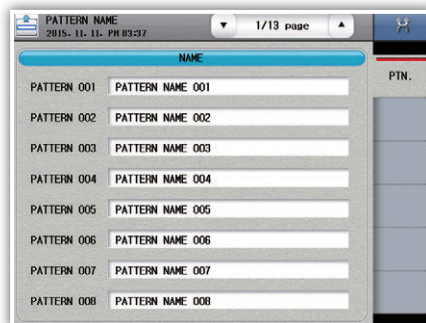 PATTERN NAME
2015. 11. 11. PM 03:37
▼ 1/13 page ▲
NAME
PTN.
PATTERN 001 PATTERN NAME 001
PATTERN 002 PATTERN NAME 002
PATTERN 003 PATTERN NAME 003
PATTERN 004 PATTERN NAME 004
PATTERN 005 PATTERN NAME 005
PATTERN 006 PATTERN NAME 006
PATTERN 007 PATTERN NAME 007
PATTERN 008 PATTERN NAME 008